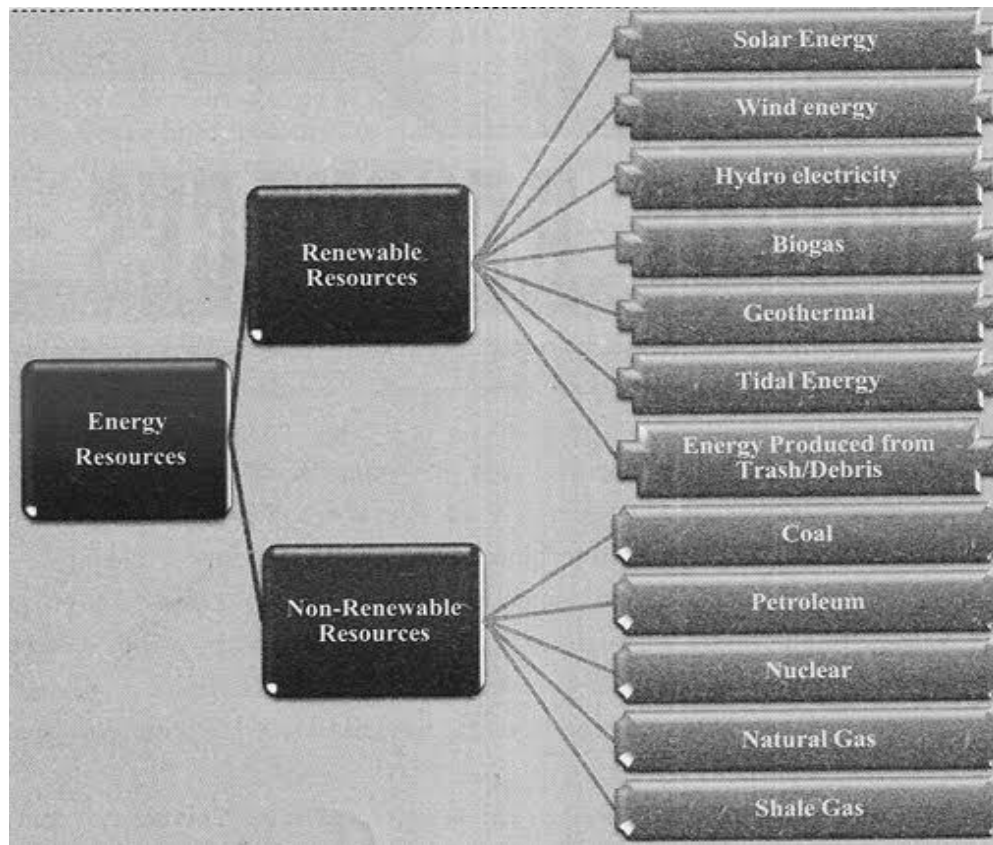 Energy
Resources
Renewable
Resources
Solar Energy
Wind energy
Hydro electricity
Biogas
Geothermal
Tidal Energy
Energy Produced from
Trash/Debris
Non-Renewable
Resources
Coal
Petroleum
Nuclear
Natural Gas
Shale Gas